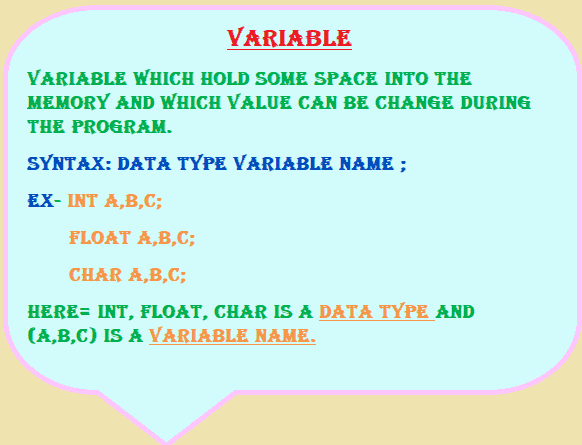 VARIABLE
VARIABLE WHICH HOLD SOME SPACE INTO THE
MEMORY AND WHICH VALUE CAN BE CHANGE DURING
THE PROGRAM.
SYNTAX: DATA TYPE VARIABLE NAME ;
EX- INT A,B,C;
FLOAT A,B,C;
CHAR A,B,C;
HERE= INT, FLOAT, CHAR IS A DATA TYPE AND
(A,B,C) IS A VARIABLE NAME.